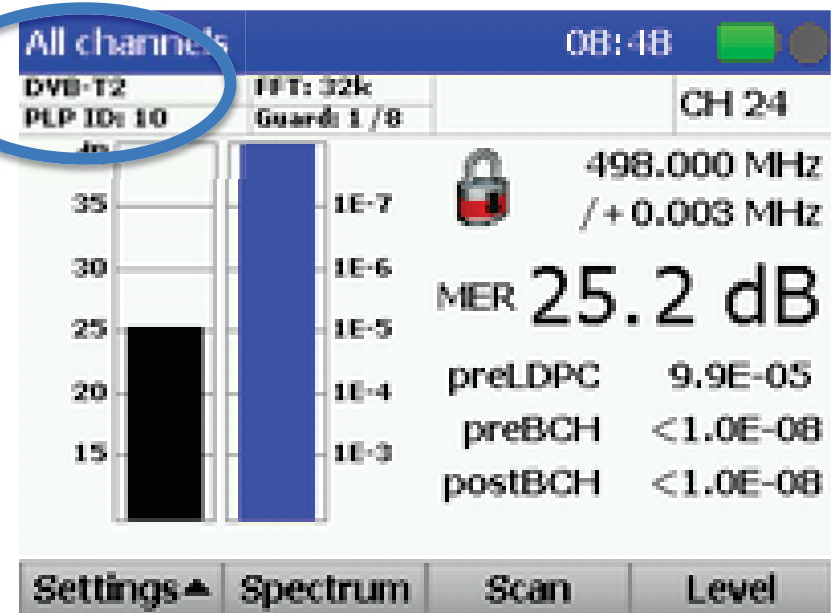 All channels 08:48
DVB-T2 FFT: 32k CH 24
PLP ID: 10 Guard: 1/8
dB
498.000 MHz
35 1E-7 /+0.003 MHz
30 1E-6
MER 25.2 dB
25 1E-5
preLDPC 9.9E-05
20 1E-4
preBCH <1.0E-08
15 1E-3
postBCH <1.0E-08
Settings▲ Spectrum Scan Level